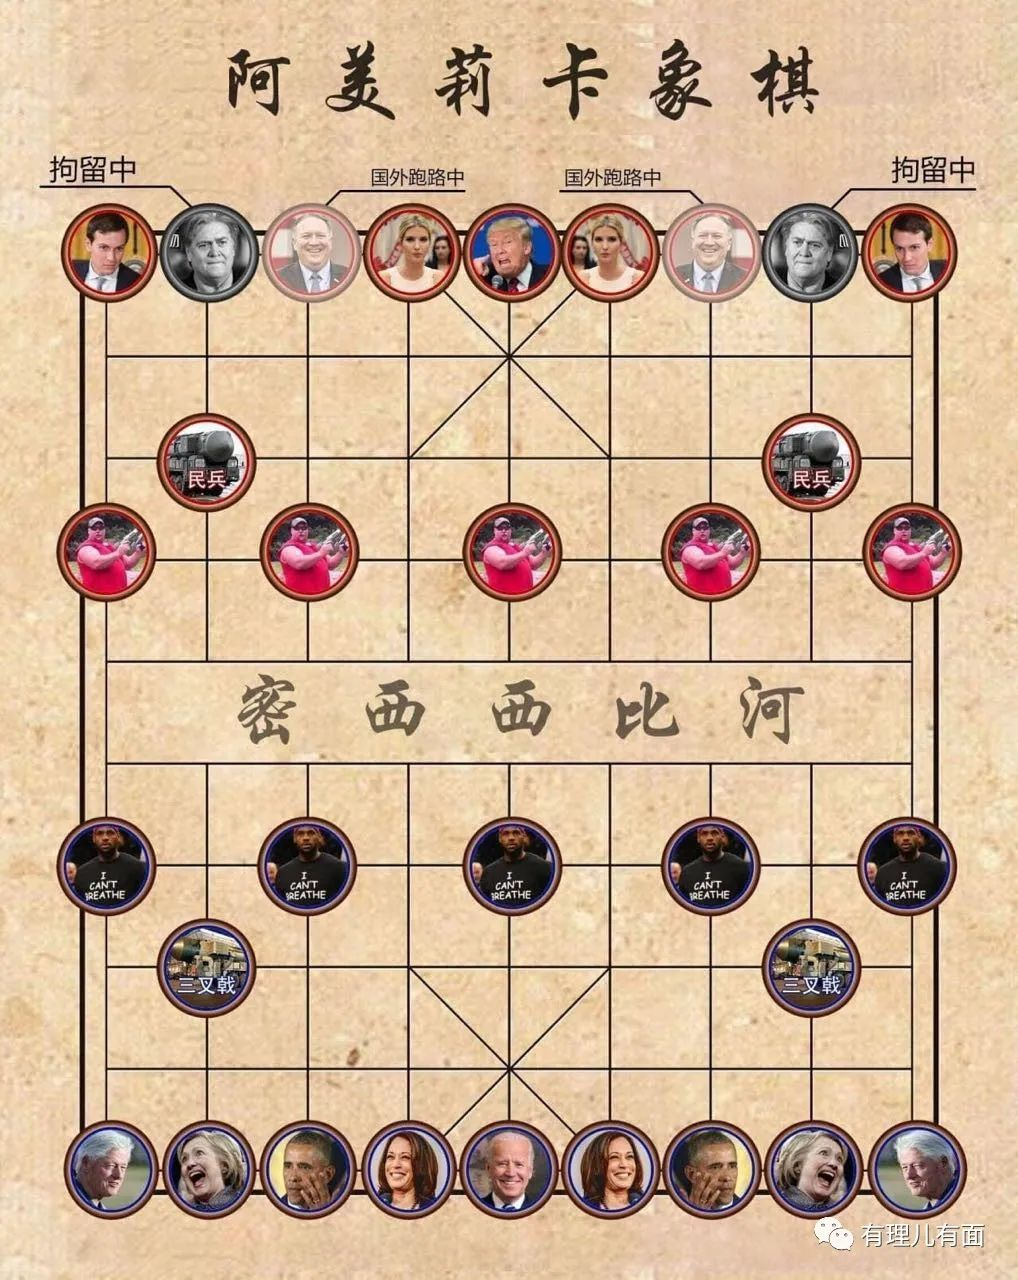 阿美莉卡象棋
拘留中
国外跑路中
国外跑路中
拘留中
民兵
民兵
密西西比河
I CAN'T BREATHE
I CAN'T BREATHE
I CAN'T BREATHE
I CAN'T BREATHE
I CAN'T BREATHE
三叉戟
三叉戟
有理儿有面